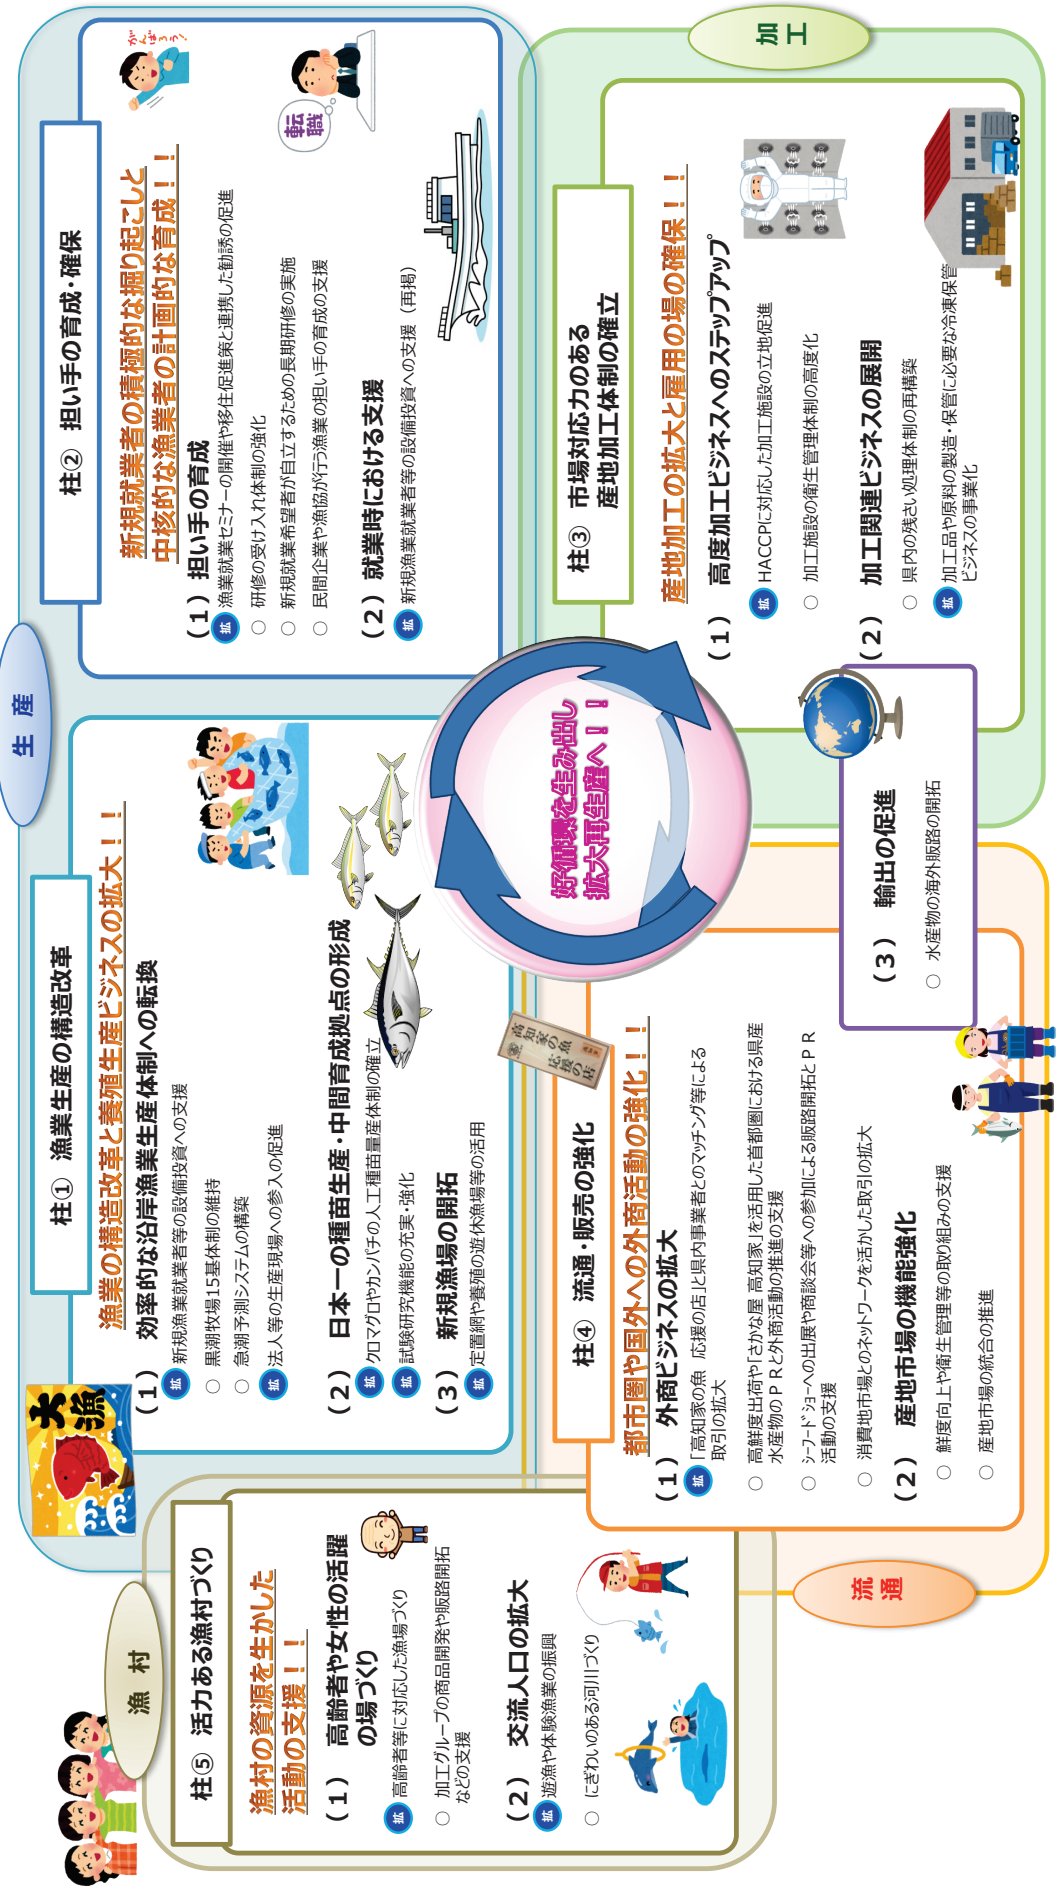 生 産
柱① 漁業生産の構造改革
漁業の構造改革と養殖生産ビジネスの拡大！！
（１） 効率的な沿岸漁業生産体制への転換
拡 新規漁業就業者等の設備投資への支援
○ 黒潮牧場15基体制の維持
○ 急潮予測システムの構築
拡 法人等の生産現場への参入の促進
（２） 日本一の種苗生産・中間育成拠点の形成
拡 クロマグロやカンパチの人工種苗量産体制の確立
拡 試験研究機能の充実・強化
（３） 新規漁場の開拓
拡 定置網や養殖の遊休漁場等の活用
大漁
柱② 担い手の育成・確保
新規就業者の積極的な掘り起こしと
中核的な漁業者の計画的な育成！！
（１）担い手の育成
拡 漁業就業セミナーの開催や移住促進策と連携した勧誘の促進
○ 研修の受け入れ体制の強化
○ 新規就業希望者が自立するための長期研修の実施
○ 民間企業や漁協が行う漁業の担い手の育成の支援
（２）就業時における支援
拡 新規漁業就業者等の設備投資への支援（再掲）
がんばろう！
転職
加工
柱③ 市場対応力のある
産地加工体制の確立
産地加工の拡大と雇用の場の確保！！
（１） 高度加工ビジネスへのステップアップ
拡 HACCPに対応した加工施設の立地促進
○ 加工施設の衛生管理体制の高度化
（２） 加工関連ビジネスの展開
○ 県内の残さい処理体制の再構築
拡 加工品や原料の製造・保管に必要な冷凍保管
ビジネスの事業化
好循環を生み出し
拡大再生産へ！！
流通
柱④ 流通・販売の強化
都市圏や国外への外商活動の強化！！
（１） 外商ビジネスの拡大
拡 「高知家の魚 応援の店」と県内事業者とのマッチング等による
取引の拡大
○ 高鮮度出荷や「さかな屋 高知家」を活用した首都圏における県産
水産物のＰＲと外商活動の推進の支援
○ シーフードショーへの出展や商談会等への参加による販路開拓とＰＲ
活動の支援
○ 消費地市場とのネットワークを活かした取引の拡大
（２） 産地市場の機能強化
○ 鮮度向上や衛生管理等の取り組みの支援
○ 産地市場の統合の推進
高知家の魚
応援の店
（３） 輸出の促進
○ 水産物の海外販路の開拓
漁 村
柱⑤ 活力ある漁村づくり
漁村の資源を生かした
活動の支援！！
（１） 高齢者や女性の活躍
の場づくり
拡 高齢者等に対応した漁場づくり
○ 加工グループの商品開発や販路開拓
などの支援
（２） 交流人口の拡大
拡 遊漁や体験漁業の振興
○ にぎわいのある河川づくり